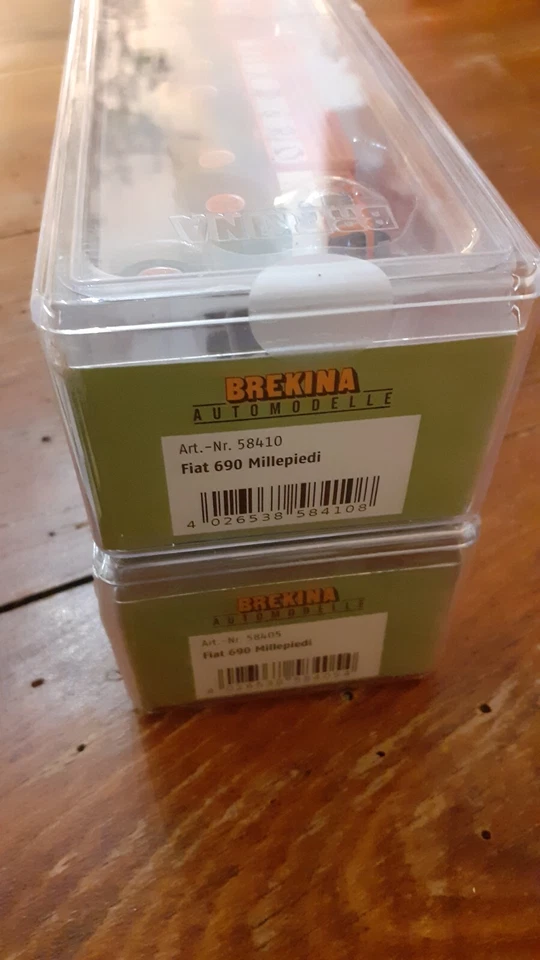 BREKINA
BREKINA
AUTOMODELLE
Art.-Nr. 58410
Fiat 690 Millepiedi
4 026538 584108
BREKINA
AUTOMODELLE
Art.-Nr. 58405
Fiat 690 Millepiedi